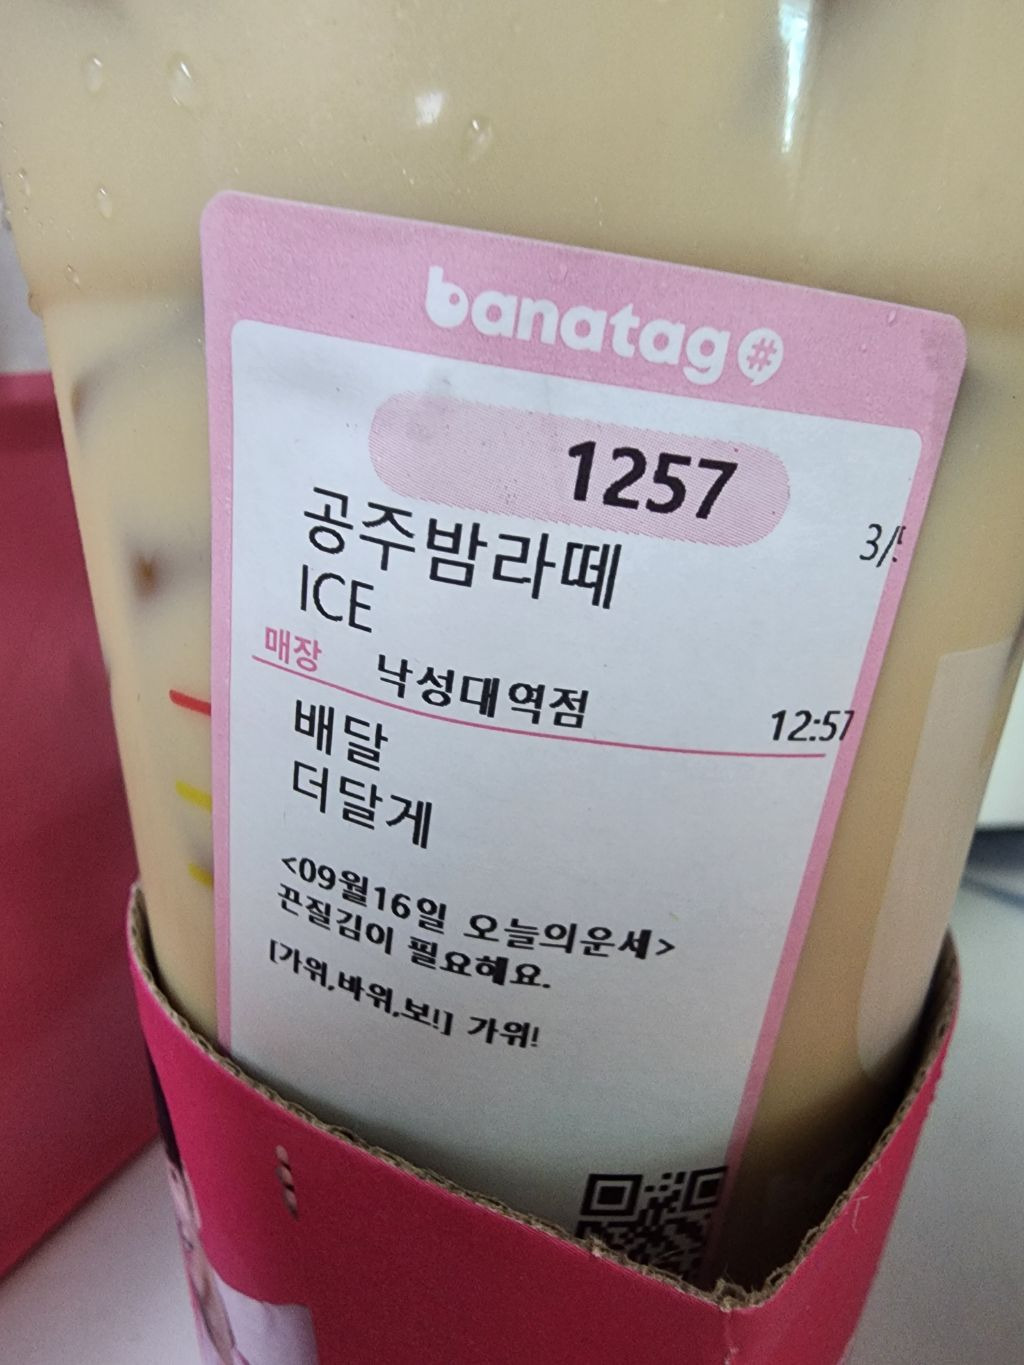 banatag#
1257
3/
공주밤라떼
ICE
매장 낙성대역점 12:57
배달
더달게
<09월16일 오늘의운세>
끈질김이 필요해요.
[가위,바위,보!] 가위!